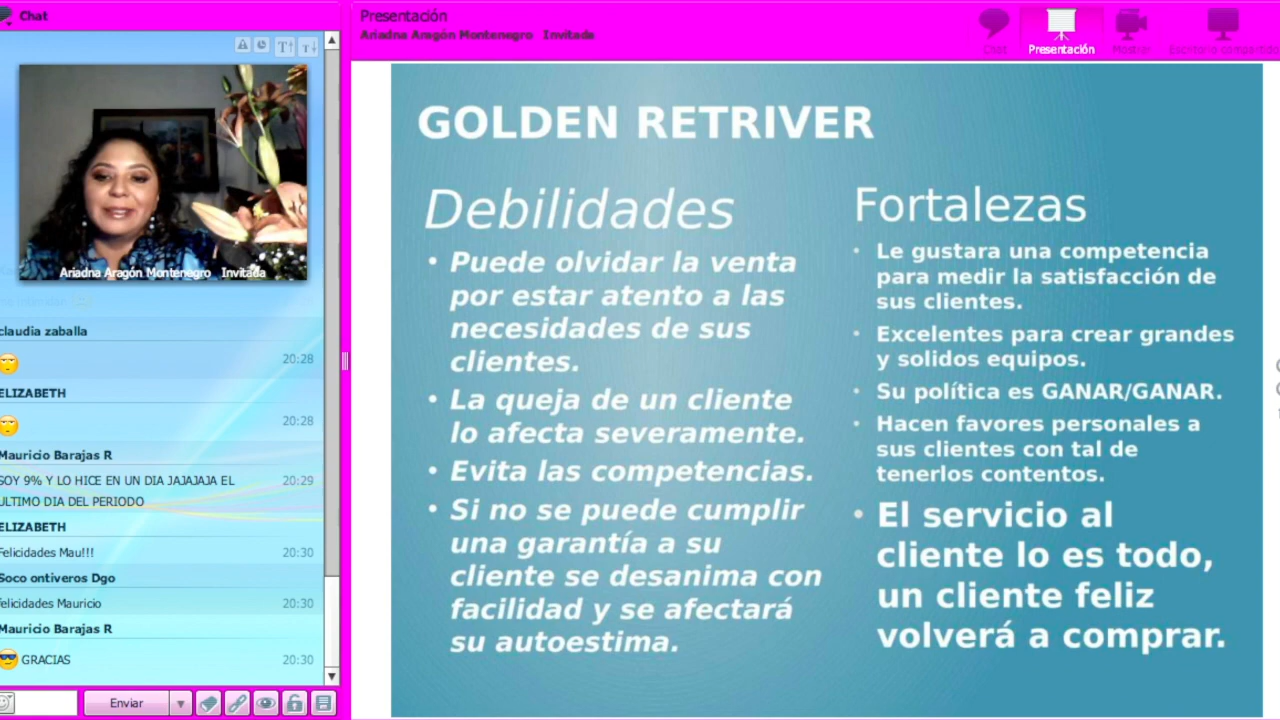 Chat
Presentación
Ariadna Aragón Montenegro Invitada
Chat
Presentación
Mostrar
Escritorio compartido
Ariadna Aragón Montenegro Invitada
claudia zaballa
20:28
ELIZABETH
20:28
Mauricio Barajas R
SOY 9% Y LO HICE EN UN DIA JAJAJAJA EL
20:29
ULTIMO DIA DEL PERIODO
ELIZABETH
Felicidades Mau!!!
20:30
Soco ontiveros Dgo
felicidades Mauricio
20:30
Mauricio Barajas R
GRACIAS
20:30
Enviar
GOLDEN RETRIVER
Debilidades
• Puede olvidar la venta
por estar atento a las
necesidades de sus
clientes.
• La queja de un cliente
lo afecta severamente.
• Evita las competencias.
• Si no se puede cumplir
una garantía a su
cliente se desanima con
facilidad y se afectará
su autoestima.
Fortalezas
• Le gustara una competencia
para medir la satisfacción de
sus clientes.
• Excelentes para crear grandes
y solidos equipos.
• Su política es GANAR/GANAR.
• Hacen favores personales a
sus clientes con tal de
tenerlos contentos.
• El servicio al
cliente lo es todo,
un cliente feliz
volverá a comprar.